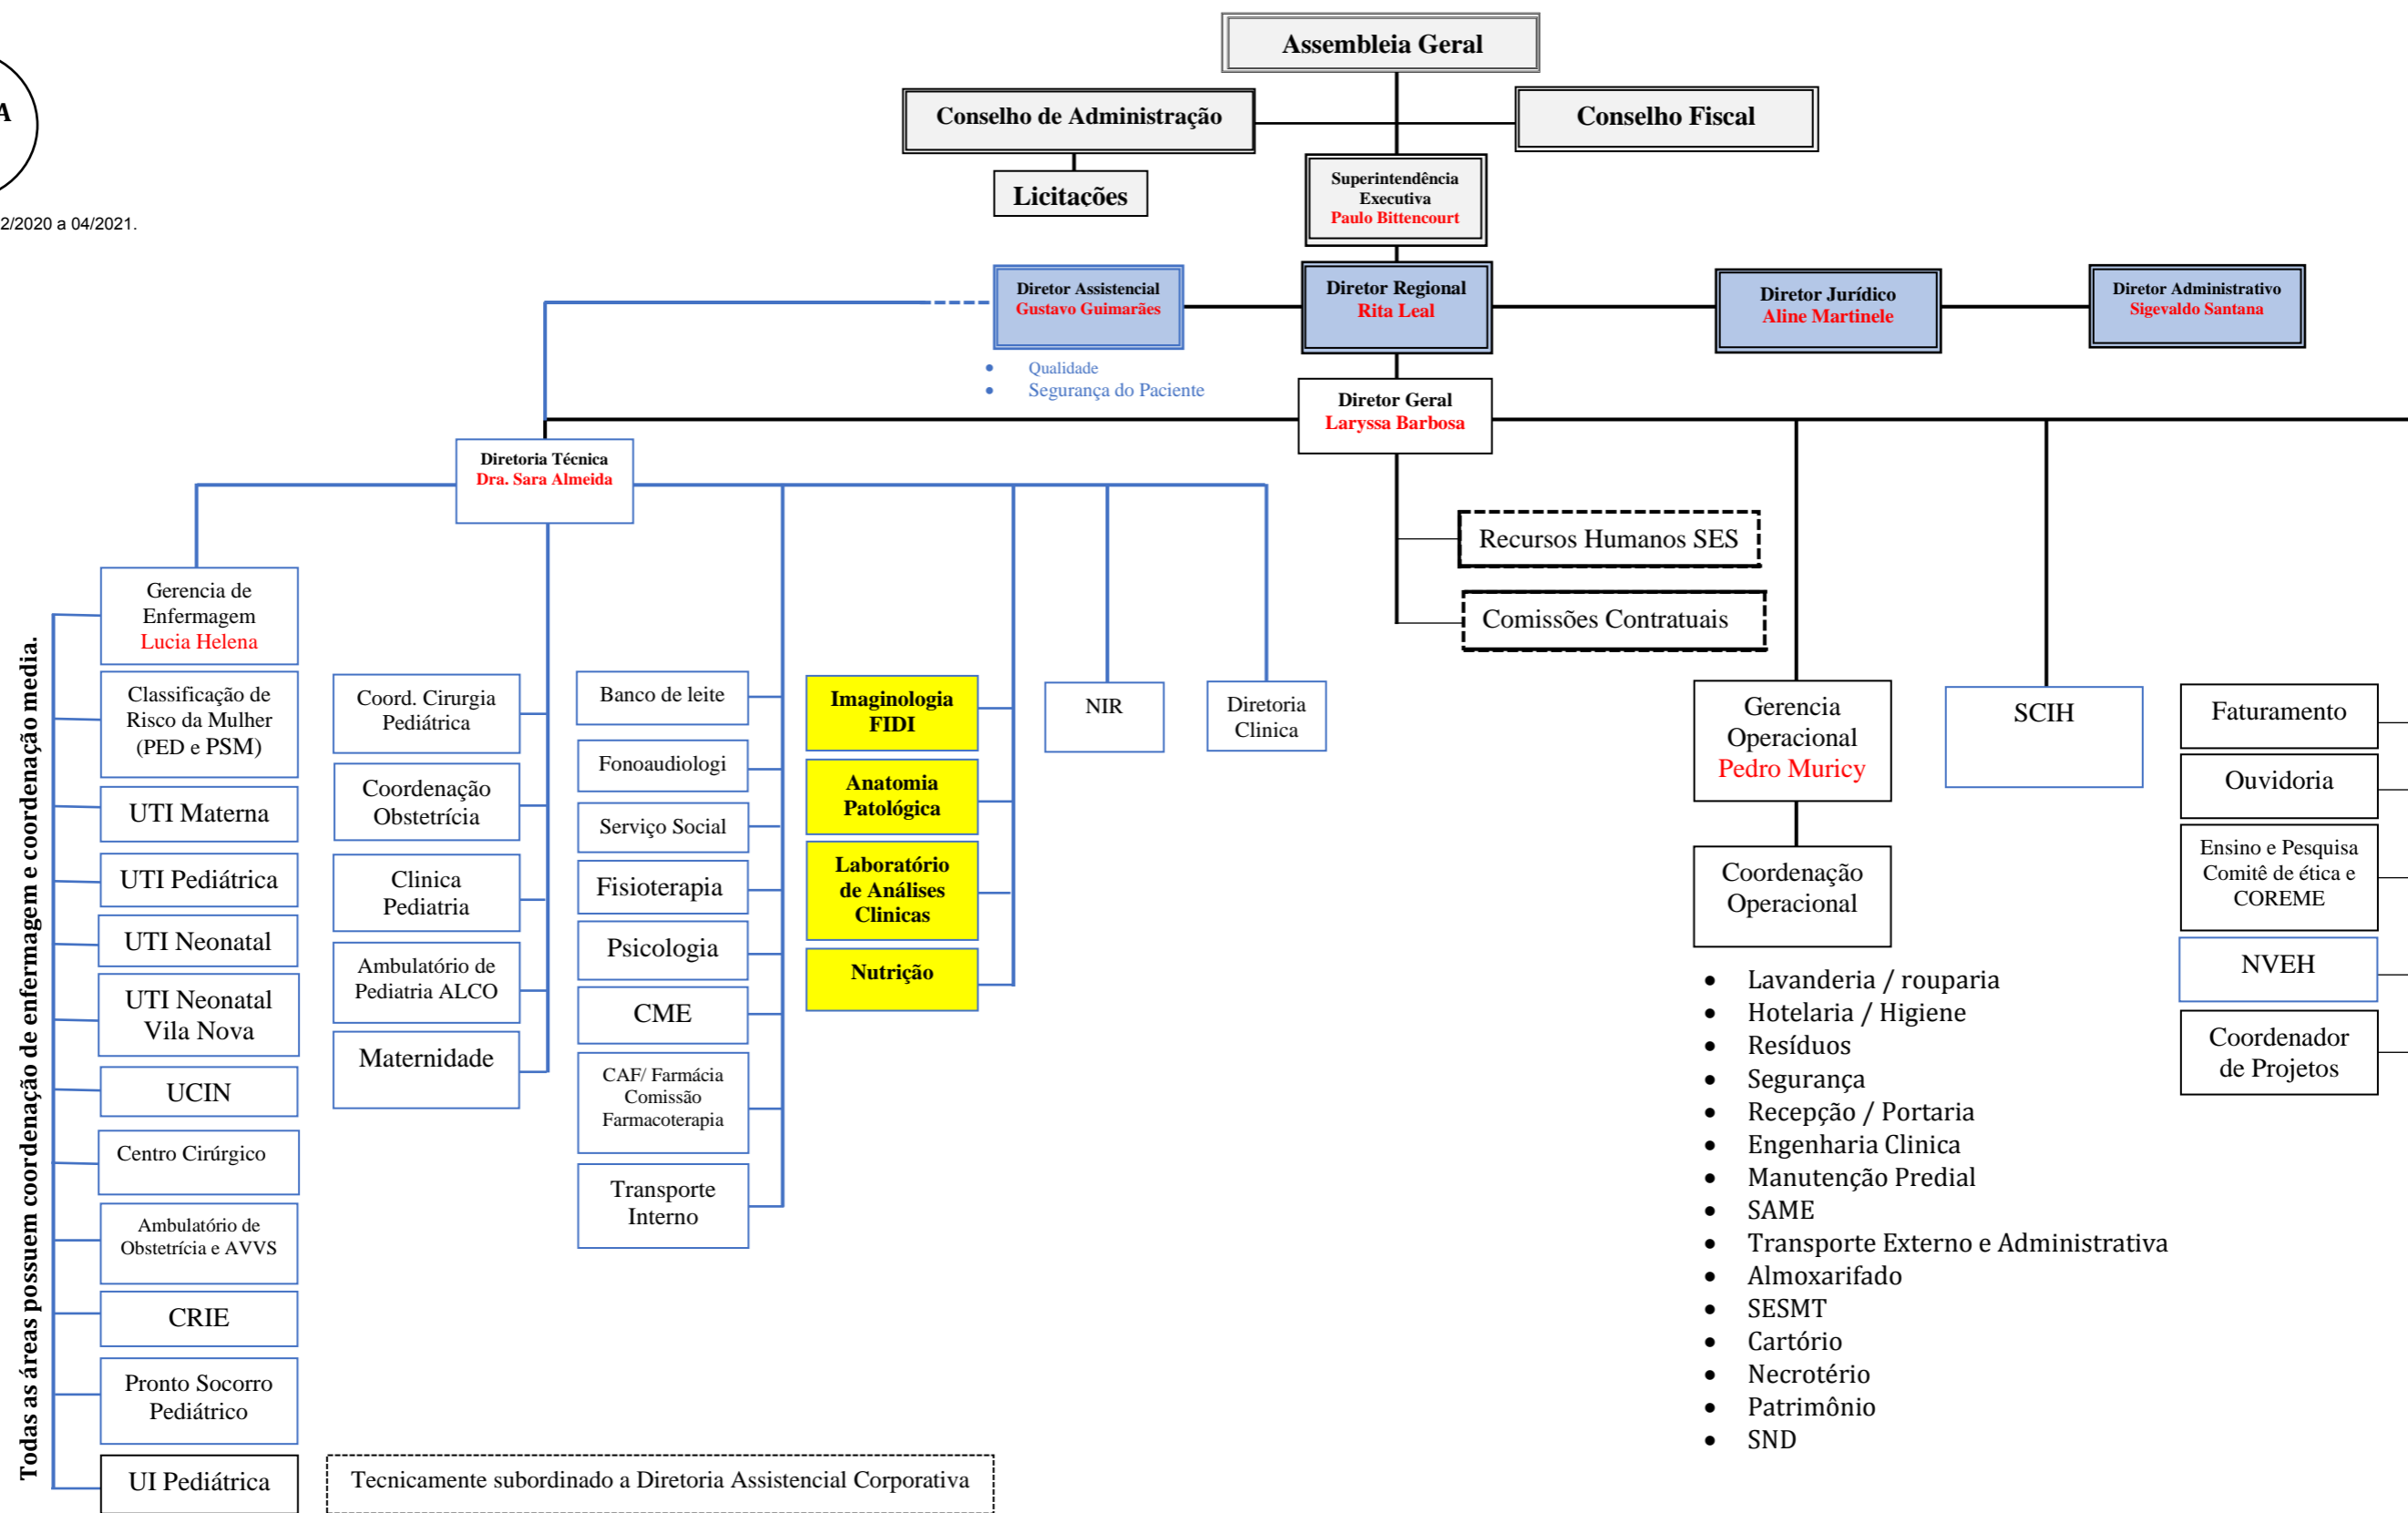 Assembleia Geral
A
Conselho de Administração
Conselho Fiscal
Licitações
Superintendência
Executiva
Paulo Bittencourt
2/2020 a 04/2021.
Diretor Assistencial
Gustavo Guimarães
Diretor Regional
Rita Leal
Diretor Jurídico
Aline Martinele
Diretor Administrativo
Sigevaldo Santana
• Qualidade
• Segurança do Paciente
Diretor Geral
Laryssa Barbosa
Diretoria Técnica
Dra. Sara Almeida
Recursos Humanos SES
Comissões Contratuais
Todas as áreas possuem coordenação de enfermagem e coordenação media.
Gerencia de
Enfermagem
Lucia Helena
Classificação de
Risco da Mulher
(PED e PSM)
UTI Materna
UTI Pediátrica
UTI Neonatal
UTI Neonatal
Vila Nova
UCIN
Centro Cirúrgico
Ambulatório de
Obstetrícia e AVVS
CRIE
Pronto Socorro
Pediátrico
UI Pediátrica
Coord. Cirurgia
Pediátrica
Coordenação
Obstetrícia
Clinica
Pediatria
Ambulatório de
Pediatria ALCO
Maternidade
Banco de leite
Fonoaudiologi
Serviço Social
Fisioterapia
Psicologia
CME
CAF/ Farmácia
Comissão
Farmacoterapia
Transporte
Interno
Imaginologia
FIDI
Anatomia
Patológica
Laboratório
de Análises
Clinicas
Nutrição
NIR
Diretoria
Clinica
Gerencia
Operacional
Pedro Muricy
Coordenação
Operacional
• Lavanderia / rouparia
• Hotelaria / Higiene
• Resíduos
• Segurança
• Recepção / Portaria
• Engenharia Clinica
• Manutenção Predial
• SAME
• Transporte Externo e Administrativa
• Almoxarifado
• SESMT
• Cartório
• Necrotério
• Patrimônio
• SND
SCIH
Faturamento
Ouvidoria
Ensino e Pesquisa
Comitê de ética e
COREME
NVEH
Coordenador
de Projetos
Tecnicamente subordinado a Diretoria Assistencial Corporativa